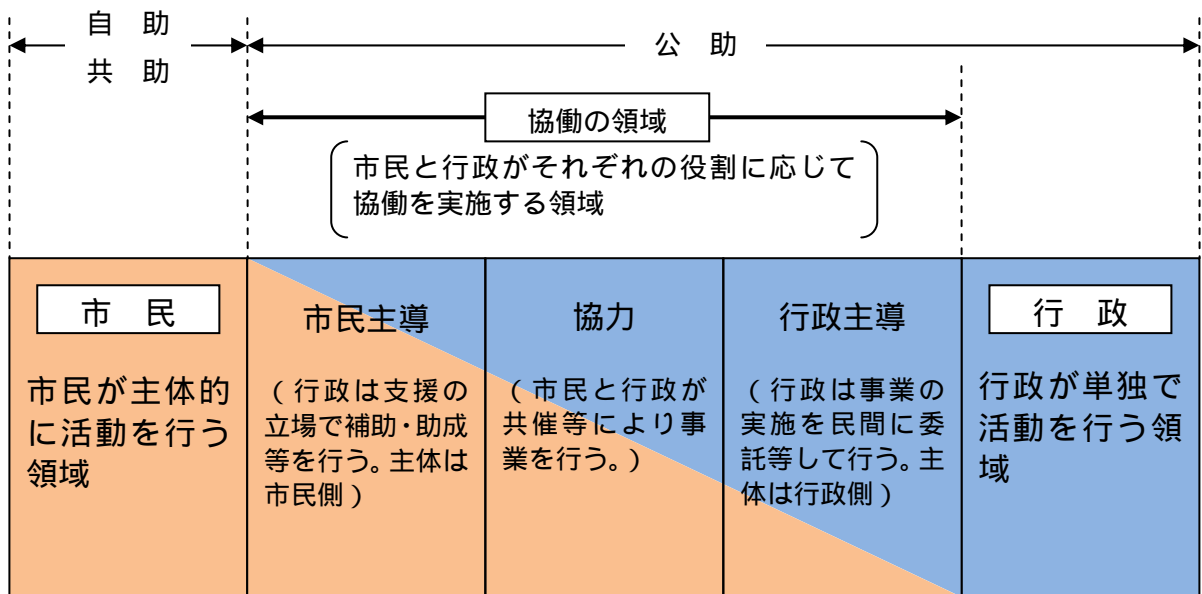 自　助
共　助
公　助
協働の領域
市民と行政がそれぞれの役割に応じて
協働を実施する領域
市　民
市民が主体的
に活動を行う
領域
市民主導
（行政は支援の
立場で補助・助成
等を行う。主体は
市民側）
協力
（市民と行政が
共催等により事
業を行う。）
行政主導
（行政は事業の
実施を民間に委
託等して行う。主
体は行政側）
行　政
行政が単独で
活動を行う領
域